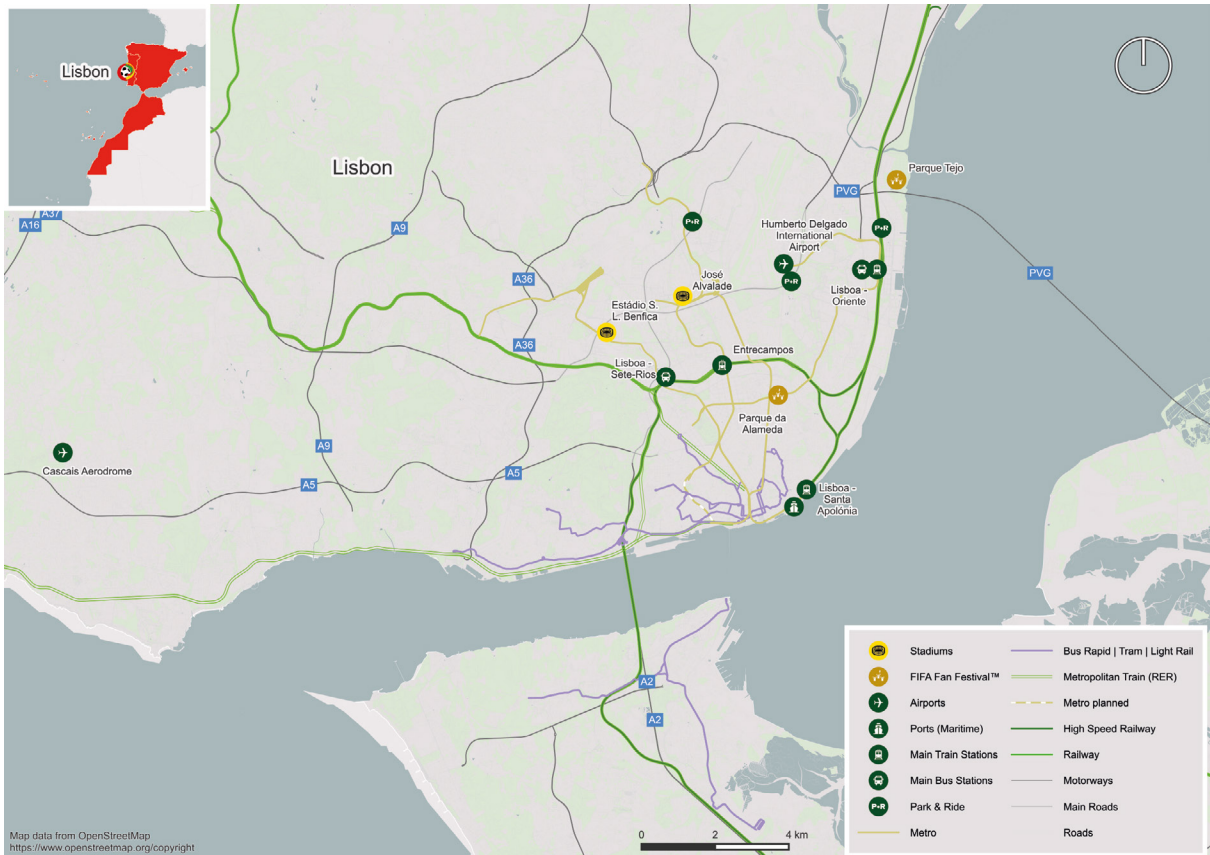 Lisbon
Lisbon
Parque Tejo
PVG
A37
A16
A9
P+R
P+R
Humberto Delgado
International
Airport
P+R
PVG
A36
José
Alvalade
Lisboa -
Oriente
Estádio S.
L. Benfica
A36
Entrecampos
Lisboa -
Sete-Rios
Parque da
Alameda
A9
Cascais Aerodrome
A5
A5
Lisboa -
Santa
Apolónia
A2
A2
Stadiums
FIFA Fan Festival™
Airports
Ports (Maritime)
Main Train Stations
Main Bus Stations
P+R Park & Ride
Metro
Bus Rapid | Tram | Light Rail
Metropolitan Train (RER)
Metro planned
High Speed Railway
Railway
Motorways
Main Roads
Roads
0 2 4 km
Map data from OpenStreetMap
https://www.openstreetmap.org/copyright